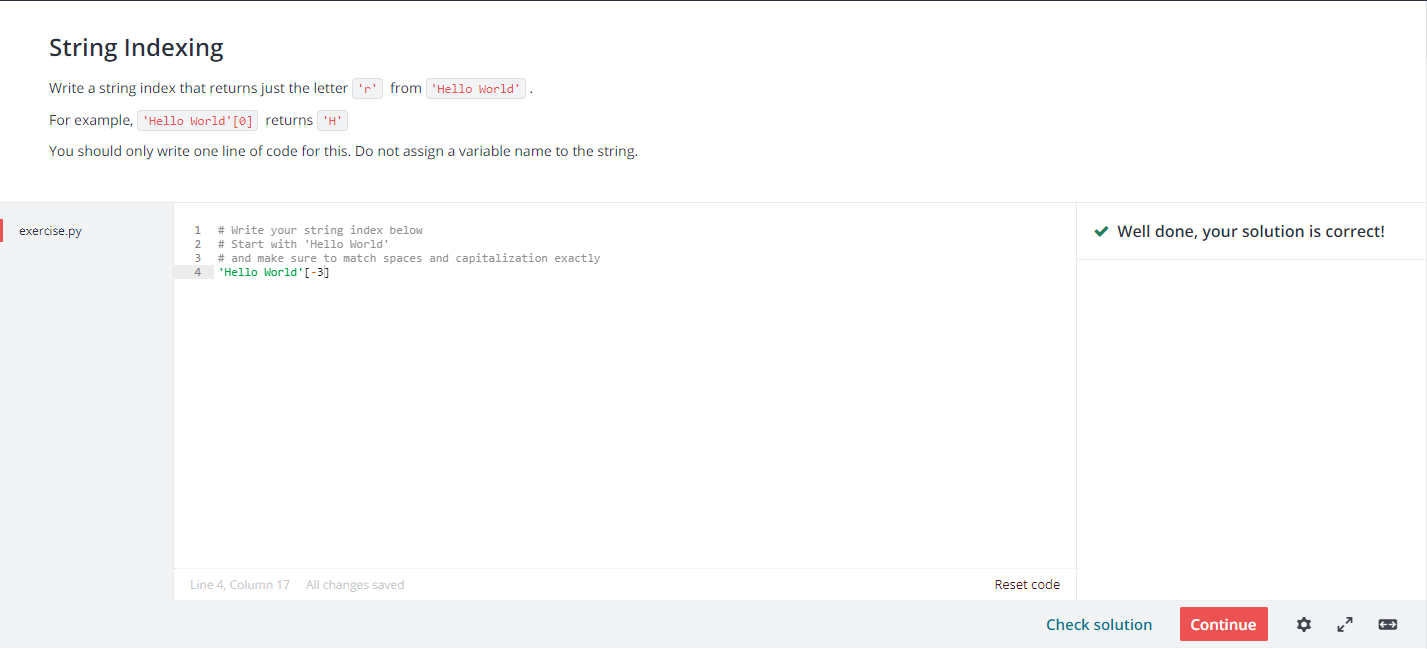 String Indexing
Write a string index that returns just the letter 'r' from 'Hello World' .
For example, 'Hello World'[0] returns 'H'
You should only write one line of code for this. Do not assign a variable name to the string.
exercise.py
1 # Write your string index below
2 # Start with 'Hello World'
3 # and make sure to match spaces and capitalization exactly
4 'Hello World'[-3]
Well done, your solution is correct!
Line 4, Column 17 All changes saved Reset code
Check solution Continue